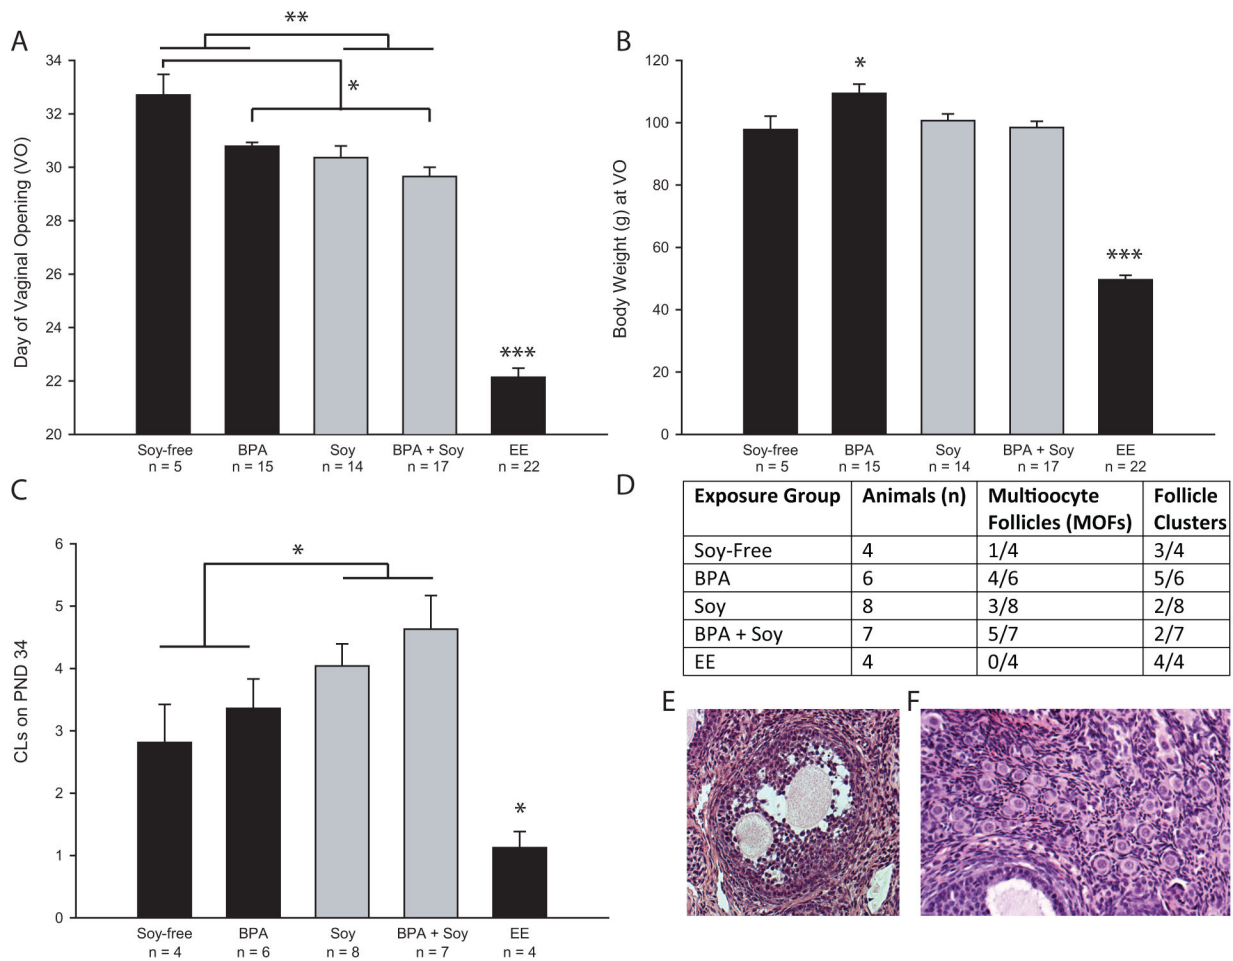 A
**
34
*
32
30
28
26
24
22
20
***
Day of Vaginal Opening (VO)
Soy-free BPA Soy BPA + Soy EE
n = 5 n = 15 n = 14 n = 17 n = 22
B
120
100
80
60
40
20
0
*
***
Body Weight (g) at VO
Soy-free BPA Soy BPA + Soy EE
n = 5 n = 15 n = 14 n = 17 n = 22
C
6
5
4
3
2
1
0
*
*
CLs on PND 34
Soy-free BPA Soy BPA + Soy EE
n = 4 n = 6 n = 8 n = 7 n = 4
D
Exposure Group Animals (n) Multioocyte Follicle
Follicles (MOFs) Clusters
Soy-Free 4 1/4 3/4
BPA 6 4/6 5/6
Soy 8 3/8 2/8
BPA + Soy 7 5/7 2/7
EE 4 0/4 4/4
E
F